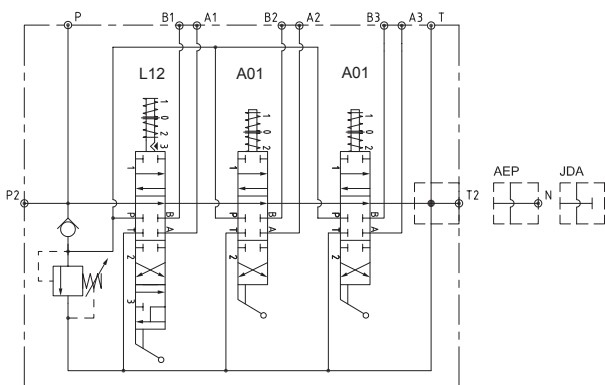 P B1 A1 B2 A2 B3 A3 T
L12 A01 A01
1 0 2 3
1 0 2
1 0 2
1 1 1
AEP JDA
P2 T2 N
P B
T A
P B
T A
P B
T A
2 2 2
3